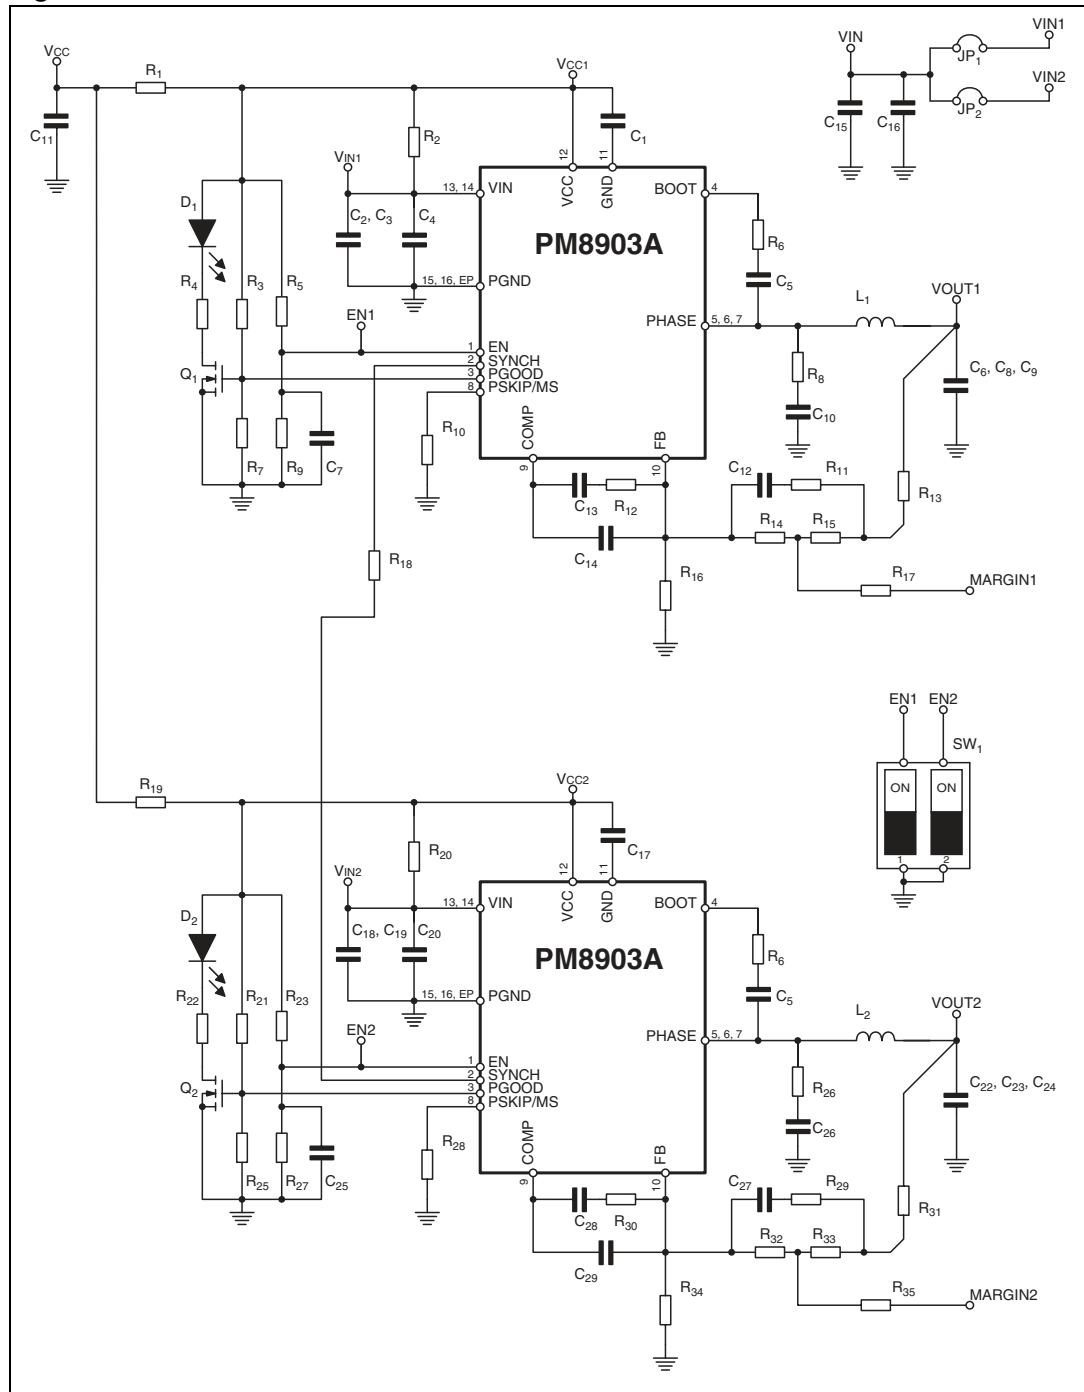 VCC
R1
VCC1
VIN
VIN1
JP1
VIN2
JP2
C11
R2
C1
C15
C16
VIN1
12
11
13, 14
VIN
VCC
GND
BOOT
4
D1
C2, C3
C4
PM8903A
R6
R4
R3
R5
15, 16, EP
PGND
C5
EN1
L1
VOUT1
PHASE
5, 6, 7
1
EN
2
SYNCH
Q1
3
PGOOD
8
PSKIP/MS
R8
C6, C8, C9
R10
COMP
FB
C10
R7
R9
C7
9
10
C12
R11
C13
R12
R13
R14
R15
C14
R18
R16
R17
MARGIN1
EN1
EN2
SW1
ON
ON
1
2
R19
VCC2
R20
C17
VIN2
12
11
13, 14
VIN
VCC
GND
BOOT
4
D2
C18, C19
C20
PM8903A
R6
R22
R21
R23
15, 16, EP
PGND
C5
EN2
L2
VOUT2
PHASE
5, 6, 7
1
EN
2
SYNCH
Q2
3
PGOOD
8
PSKIP/MS
R26
C22, C23, C24
R28
COMP
FB
C26
R25
R27
C25
9
10
C27
R29
C28
R30
R31
R32
R33
C29
R34
R35
MARGIN2